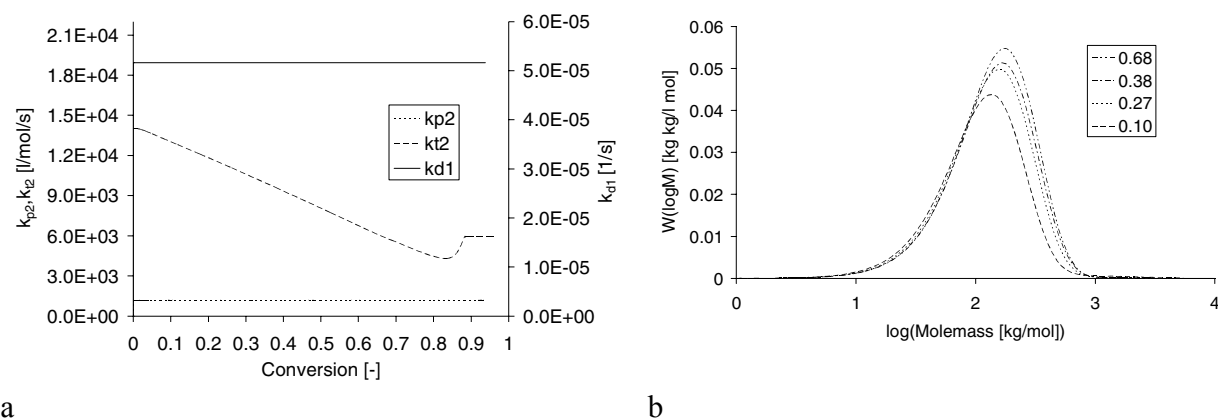 2.1E+04
1.8E+04
1.5E+04
1.2E+04
9.0E+03
6.0E+03
3.0E+03
0.0E+00
kp2,kt2 [l/mol/s]
kp2
kt2
kd1
6.0E-05
5.0E-05
4.0E-05
3.0E-05
2.0E-05
1.0E-05
0.0E+00
kd1 [1/s]
0 0.1 0.2 0.3 0.4 0.5 0.6 0.7 0.8 0.9 1
Conversion [-]
a
0.06
0.05
0.04
0.03
0.02
0.01
0
W(logM) [kg kg/l mol]
0.68
0.38
0.27
0.10
0 1 2 3 4
log(Molemass [kg/mol])
b